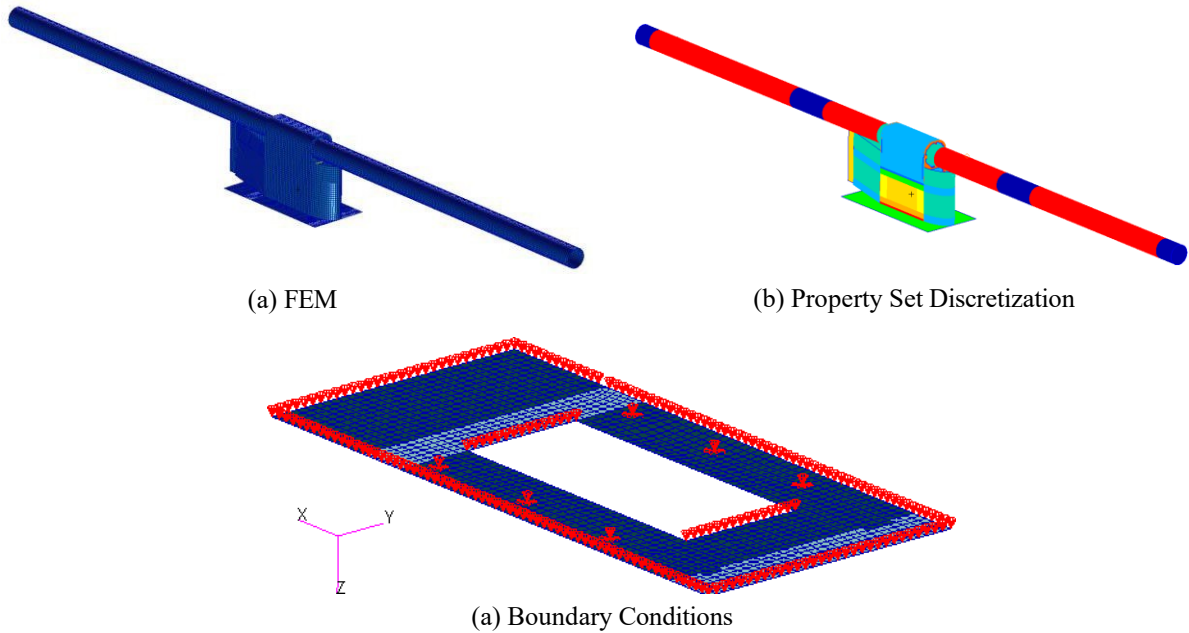 (a) FEM
(b) Property Set Discretization
X
Y
Z
(a) Boundary Conditions